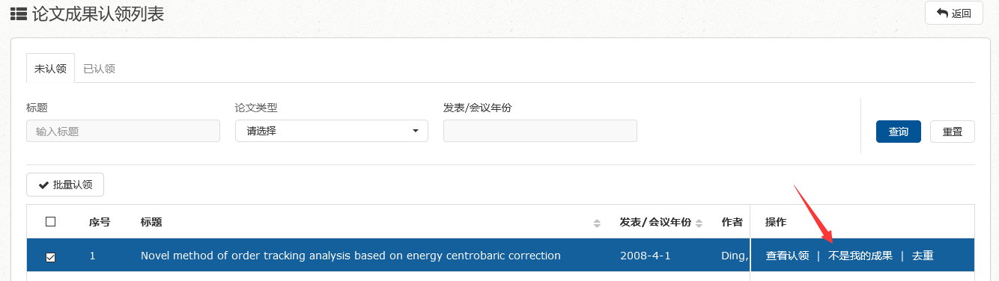 论文成果认领列表
返回
未认领 已认领
标题 论文类型 发表/会议年份
输入标题 请选择 查询 重置
批量认领
序号 标题 发表/会议年份 作者 操作
1 Novel method of order tracking analysis based on energy centrobaric correction 2008-4-1 Ding, 查看认领 | 不是我的成果 | 去重